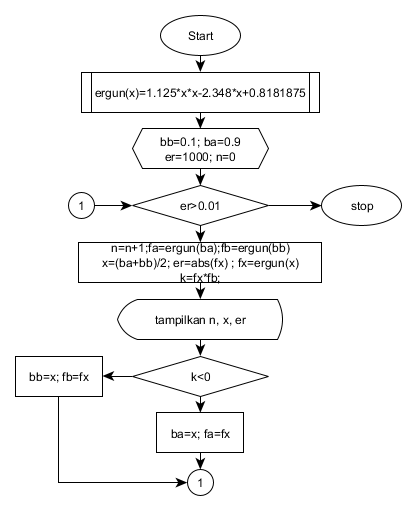 Start
ergun(x)=1.125*x*x-2.348*x+0.8181875
bb=0.1; ba=0.9
er=1000; n=0
1
er>0.01
stop
n=n+1;fa=ergun(ba);fb=ergun(bb)
x=(ba+bb)/2; er=abs(fx) ; fx=ergun(x)
k=fx*fb;
tampilkan n, x, er
k<0
bb=x; fb=fx
ba=x; fa=fx
1